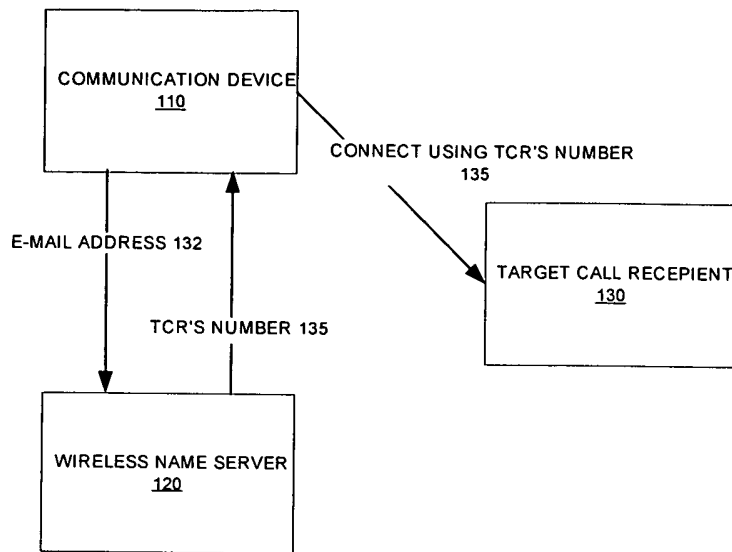 COMMUNICATION DEVICE
110
CONNECT USING TCR'S NUMBER
135
E-MAIL ADDRESS 132
TARGET CALL RECEPIENT
130
TCR'S NUMBER 135
WIRELESS NAME SERVER
120